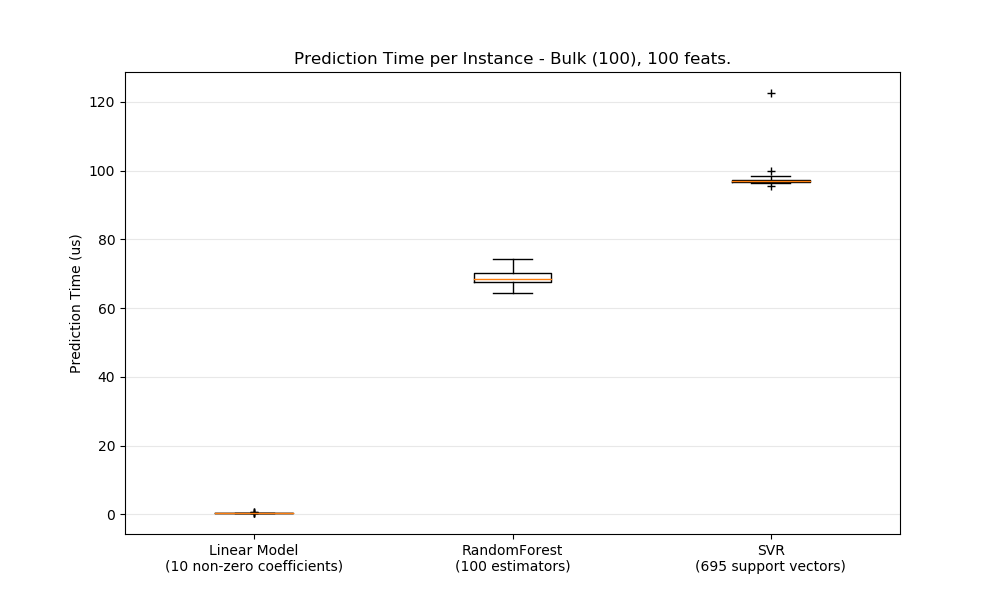 Prediction Time per Instance - Bulk (100), 100 feats.
Prediction Time (us)
120
100
80
60
40
20
0
Linear Model
(10 non-zero coefficients)
RandomForest
(100 estimators)
SVR
(695 support vectors)